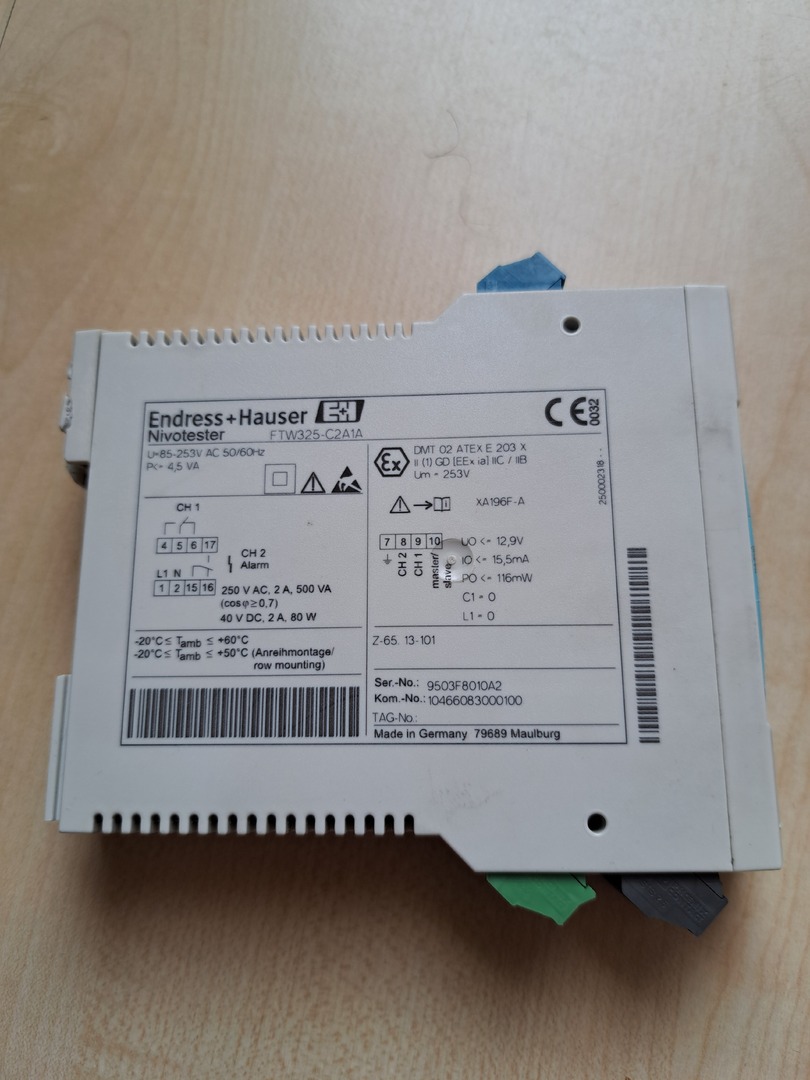 Endress+Hauser E+H
Nivotester FTW325-C2A1A
U=85-253V AC 50/60Hz
P<= 4,5 VA
CH 1
4 5 6 17
CH 2
Alarm
L1 N
1 2 15 16
250 V AC, 2 A, 500 VA
(cosφ≥0,7)
40 V DC, 2 A, 80 W
-20°C ≤ Tamb ≤ +60°C
-20°C ≤ Tamb ≤ +50°C (Anreihmontage/
row mounting)
CE 0032
Ex
DMT 02 ATEX E 203 X
II (1) GD [EEx ia] IIC / IIB
Um = 253V
XA196F-A
7 8 9 10
CH 2
CH 1
master/
slave
UO <= 12,9V
IO <= 15,5mA
PO <= 116mW
C1 = 0
L1 = 0
Z-65. 13-101
Ser.-No.: 9503F8010A2
Kom.-No.: 10466083000100
TAG-No.:
Made in Germany 79689 Maulburg
250002318--